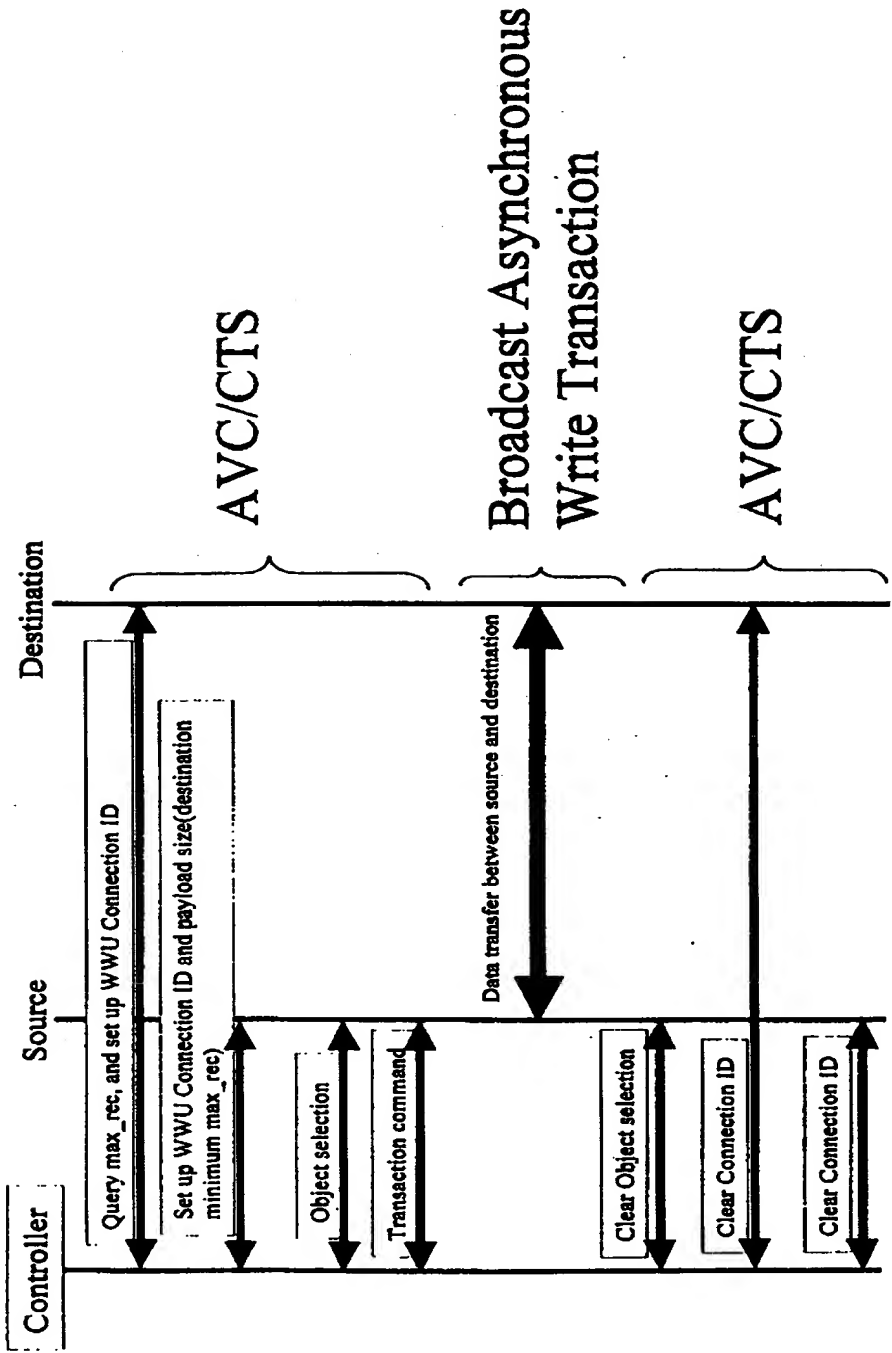 Controller
Source
Destination
Query max_rec, and set up WWU Connection ID
Set up WWU Connection ID and payload size(destination
minimum max_rec)
Object selection
Transaction command
AVC/CTS
Data transfer between source and destination
Broadcast Asynchronous
Write Transaction
Clear Object selection
Clear Connection ID
Clear Connection ID
AVC/CTS